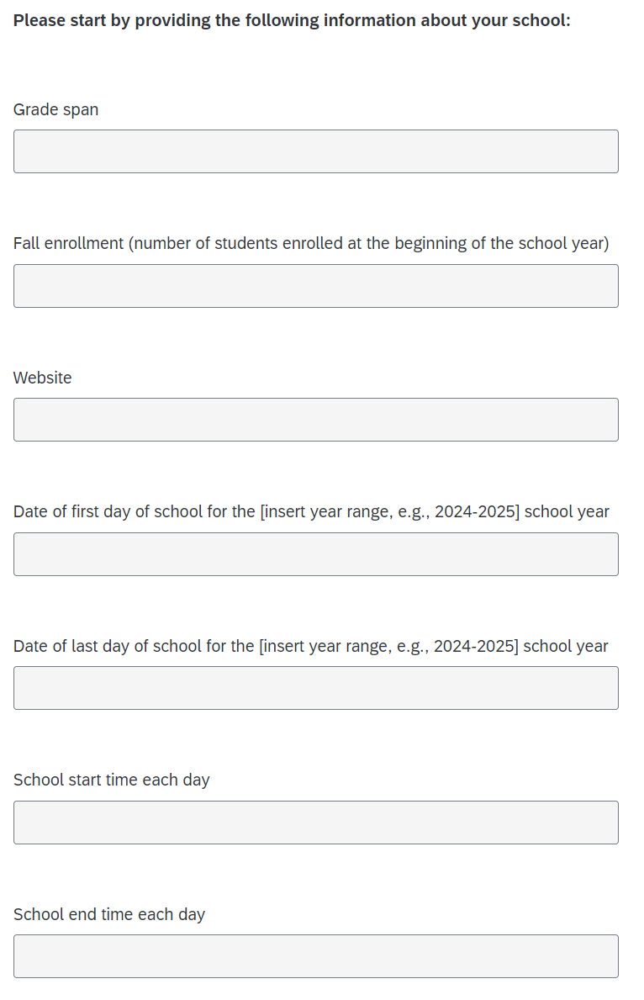 Please start by providing the following information about your school:
Grade span
Fall enrollment (number of students enrolled at the beginning of the school year)
Website
Date of first day of school for the [insert year range, e.g., 2024-2025] school year
Date of last day of school for the [insert year range, e.g., 2024-2025] school year
School start time each day
School end time each day